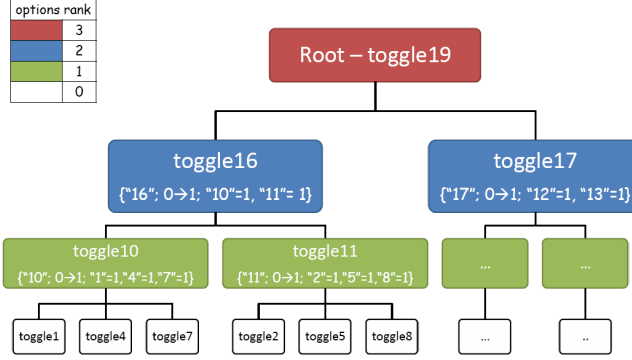 options rank
3
2
1
0
Root – toggle19
toggle16
{“16”; 0→1; “10”=1, “11”= 1}
toggle17
{“17”; 0→1; “12”=1, “13”=1}
toggle10
{“10”; 0→1; “1”=1,“4”=1,“7”=1}
toggle11
{“11”; 0→1; “2”=1,“5”=1,“8”=1}
...
...
toggle1
toggle4
toggle7
toggle2
toggle5
toggle8
...
..